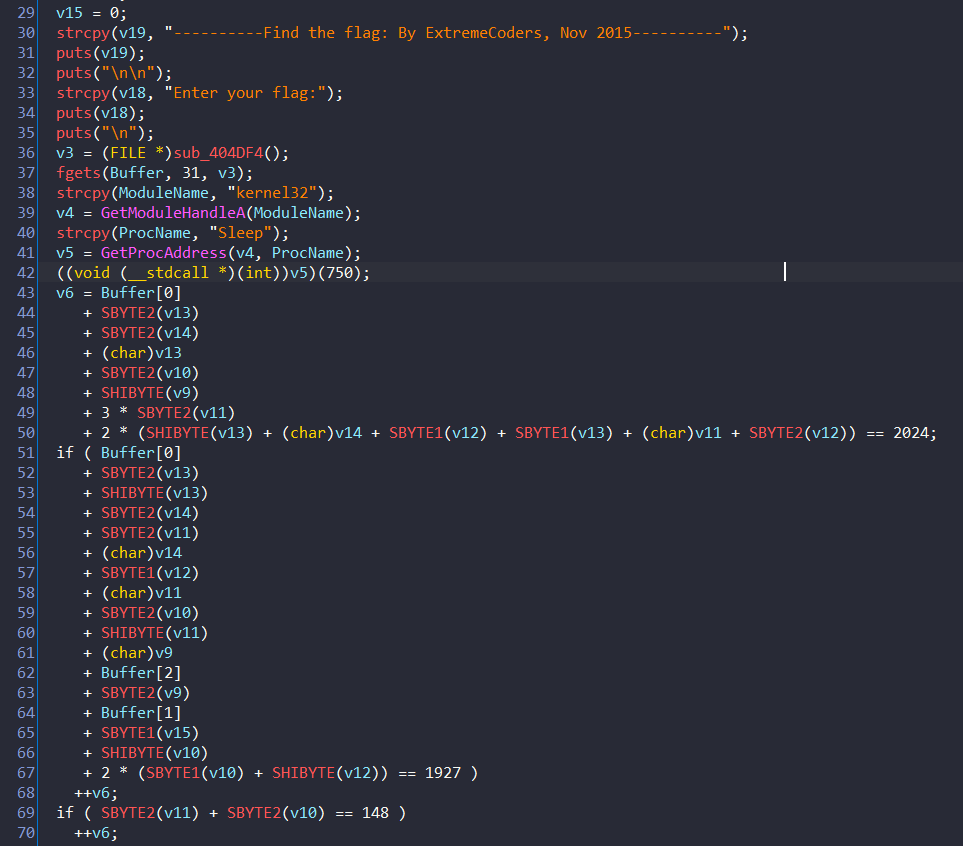 29 v15 = 0;
30 strcpy(v19, "----------Find the flag: By ExtremeCoders, Nov 2015----------");
31 puts(v19);
32 puts("\n\n");
33 strcpy(v18, "Enter your flag:");
34 puts(v18);
35 puts("\n");
36 v3 = (FILE *)sub_404DF4();
37 fgets(Buffer, 31, v3);
38 strcpy(ModuleName, "kernel32");
39 v4 = GetModuleHandleA(ModuleName);
40 strcpy(ProcName, "Sleep");
41 v5 = GetProcAddress(v4, ProcName);
42 ((void (__stdcall *)(int))v5)(750);
43 v6 = Buffer[0]
44 + SBYTE2(v13)
45 + SBYTE2(v14)
46 + (char)v13
47 + SBYTE2(v10)
48 + SHIBYTE(v9)
49 + 3 * SBYTE2(v11)
50 + 2 * (SHIBYTE(v13) + (char)v14 + SBYTE1(v12) + SBYTE1(v13) + (char)v11 + SBYTE2(v12)) == 2024;
51 if ( Buffer[0]
52 + SBYTE2(v13)
53 + SHIBYTE(v13)
54 + SBYTE2(v14)
55 + SBYTE2(v11)
56 + (char)v14
57 + SBYTE1(v12)
58 + (char)v11
59 + SBYTE2(v10)
60 + SHIBYTE(v11)
61 + (char)v9
62 + Buffer[2]
63 + SBYTE2(v9)
64 + Buffer[1]
65 + SBYTE1(v15)
66 + SHIBYTE(v10)
67 + 2 * (SBYTE1(v10) + SHIBYTE(v12)) == 1927 )
68 ++v6;
69 if ( SBYTE2(v11) + SBYTE2(v10) == 148 )
70 ++v6;